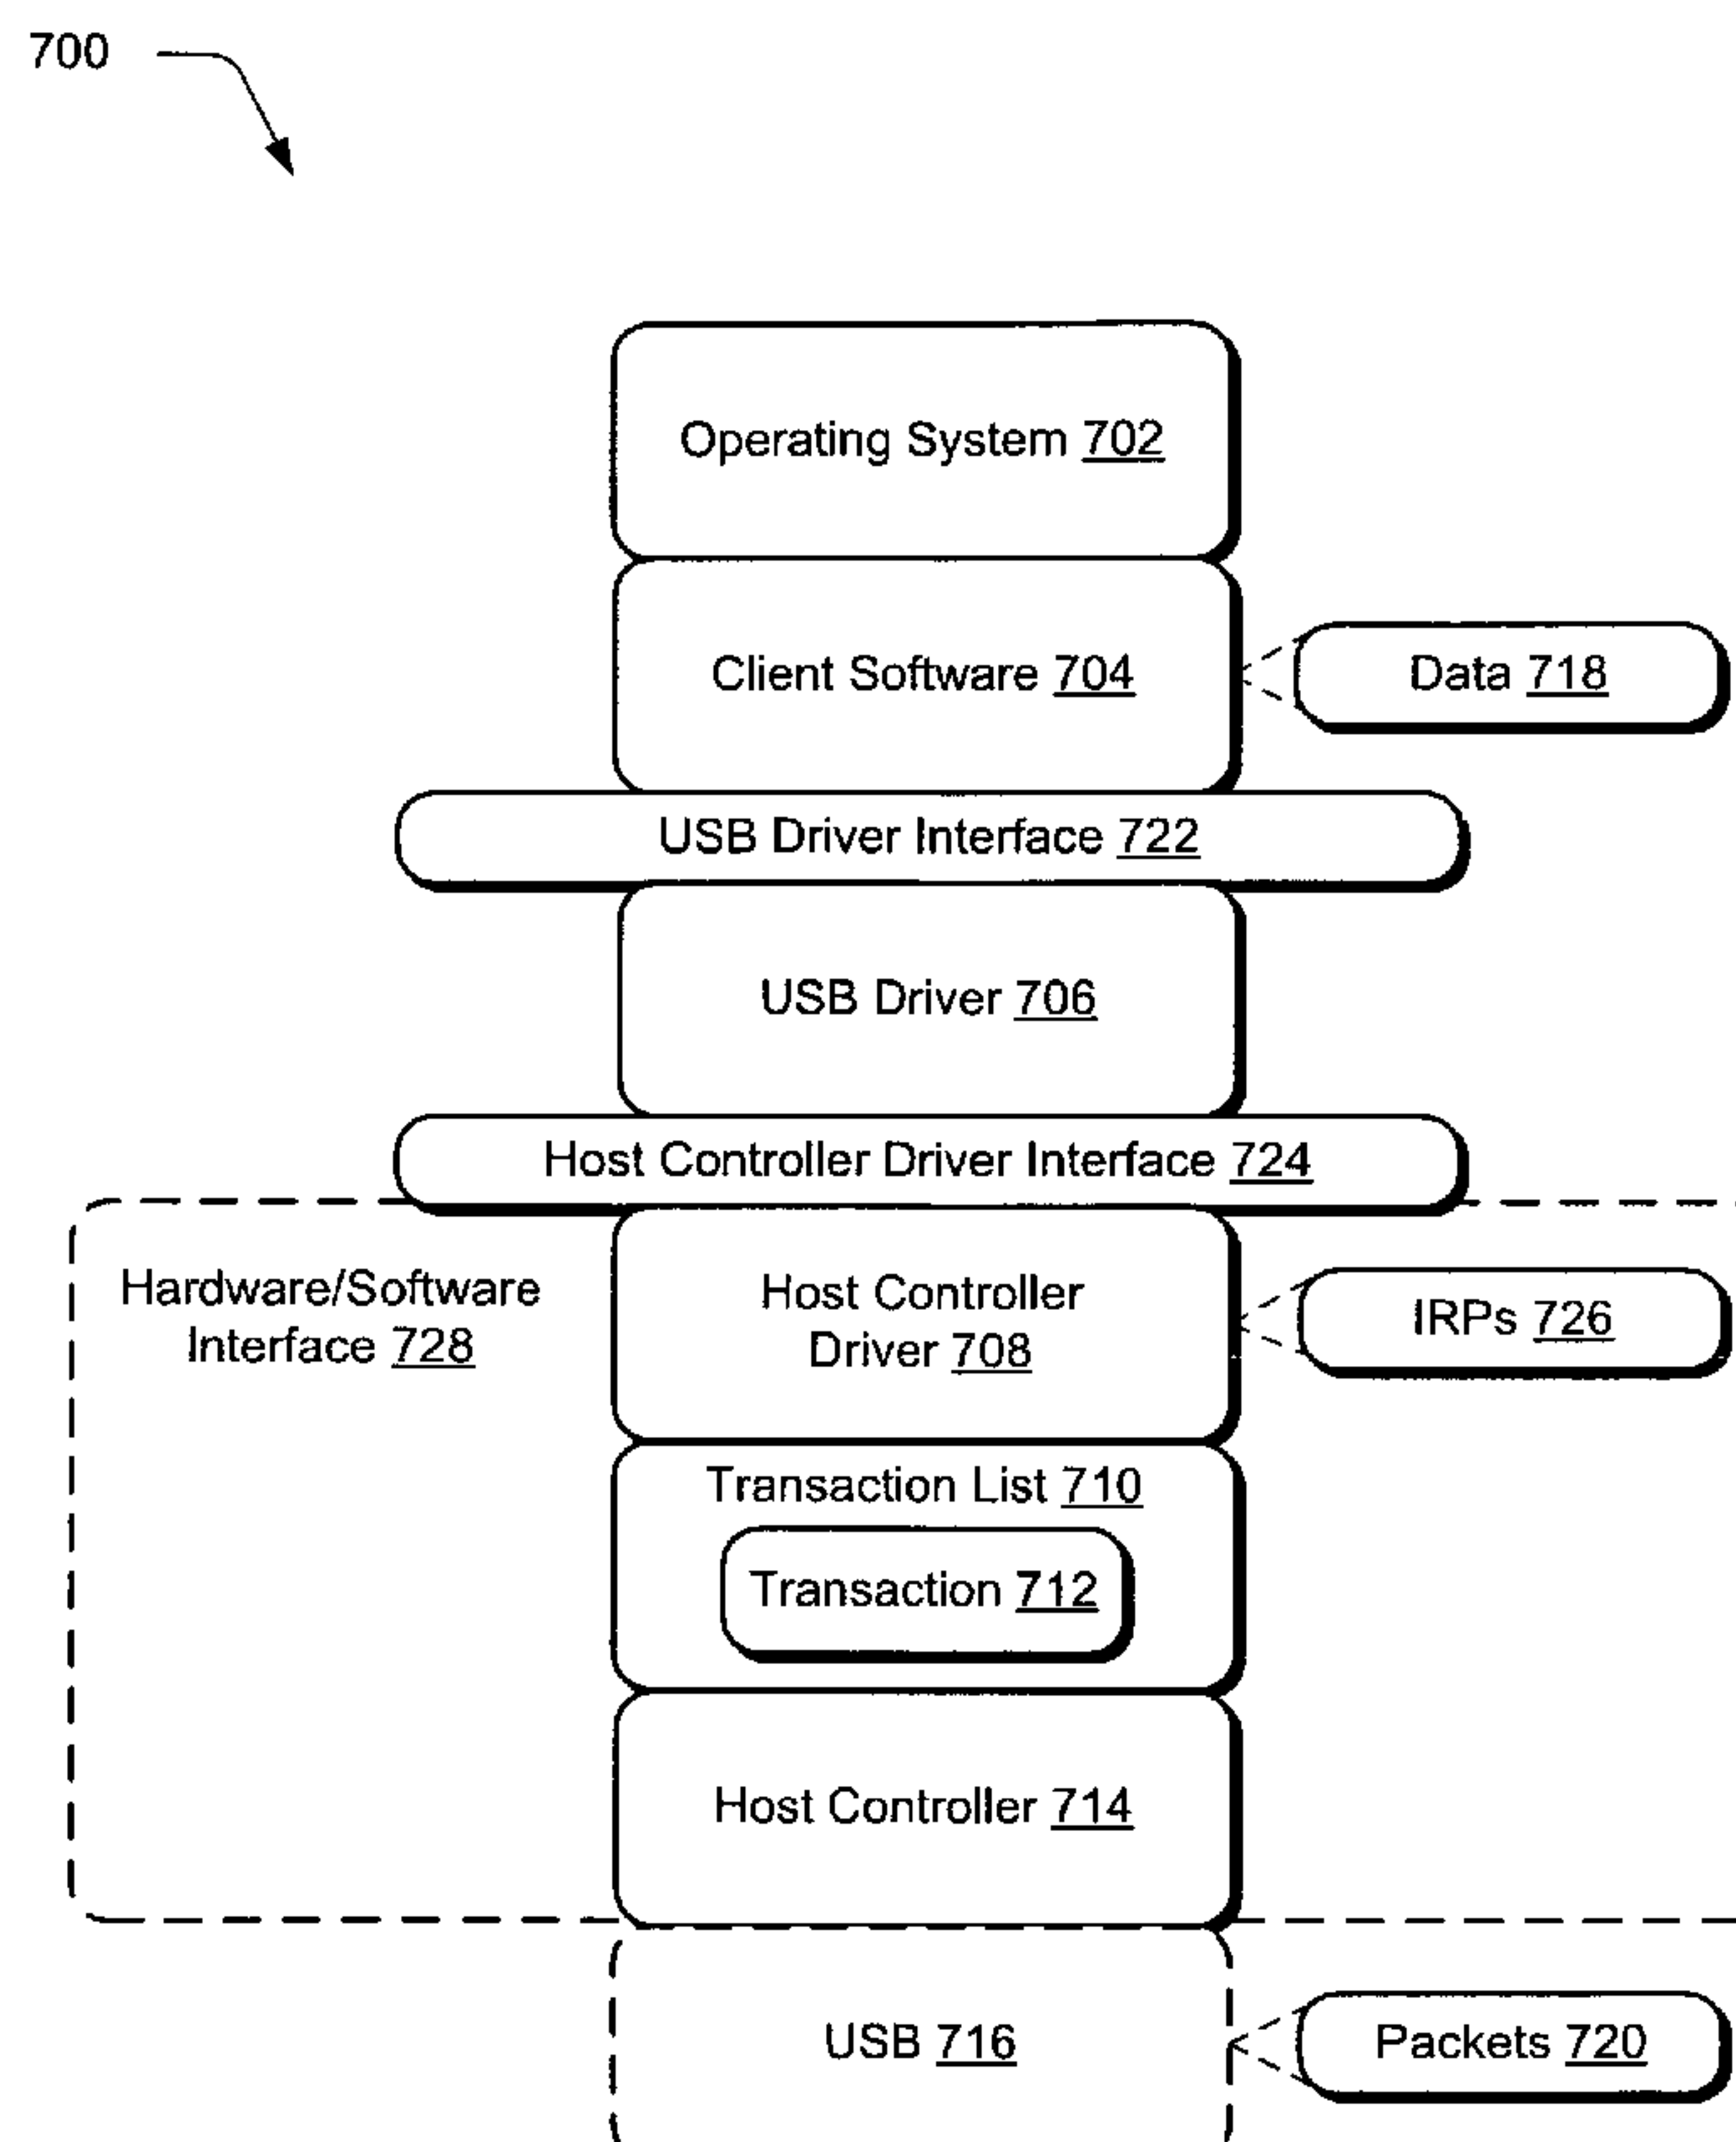 700
Operating System 702
Client Software 704
Data 718
USB Driver Interface 722
USB Driver 706
Host Controller Driver Interface 724
Hardware/Software
Interface 728
Host Controller
Driver 708
IRPs 726
Transaction List 710
Transaction 712
Host Controller 714
USB 716
Packets 720